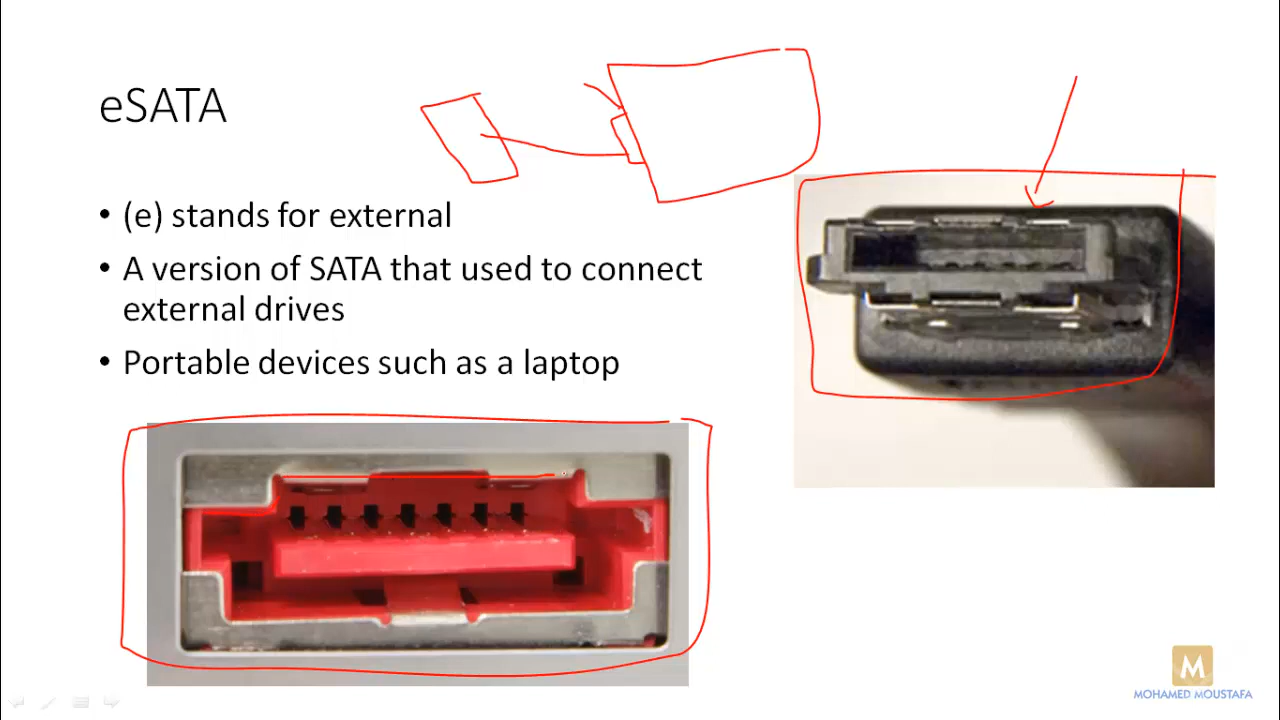 eSATA
• (e) stands for external
• A version of SATA that used to connect
external drives
• Portable devices such as a laptop
M
MOHAMED MOUSTAFA